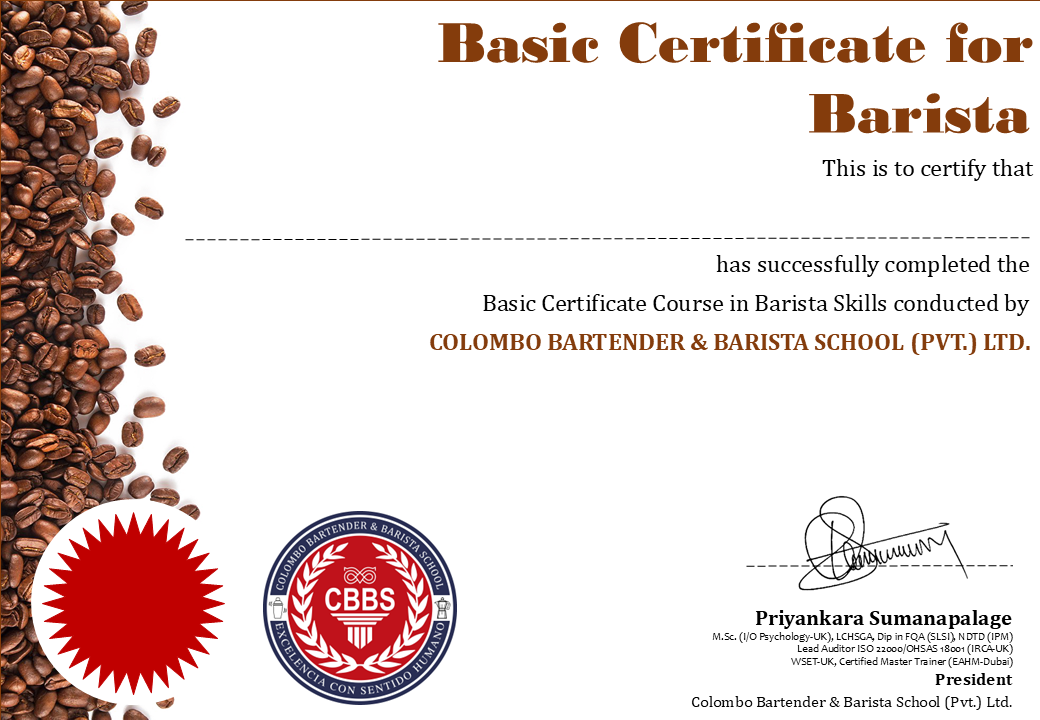 Basic Certificate for
Barista
This is to certify that
has successfully completed the
Basic Certificate Course in Barista Skills conducted by
COLOMBO BARTENDER & BARISTA SCHOOL (PVT.) LTD.
COLOMBO BARTENDER & BARISTA SCHOOL
CBBS
EXCELENCIA CON SENTIDO HUMANO
Priyankara Sumanapalage
M.Sc. (I/O Psychology-UK), LCHSGA, Dip in FQA (SLSI), NDTD (IPM)
Lead Auditor ISO 22000/OHSAS 18001 (IRCA-UK)
WSET-UK, Certified Master Trainer (EAHM-Dubai)
President
Colombo Bartender & Barista School (Pvt.) Ltd.